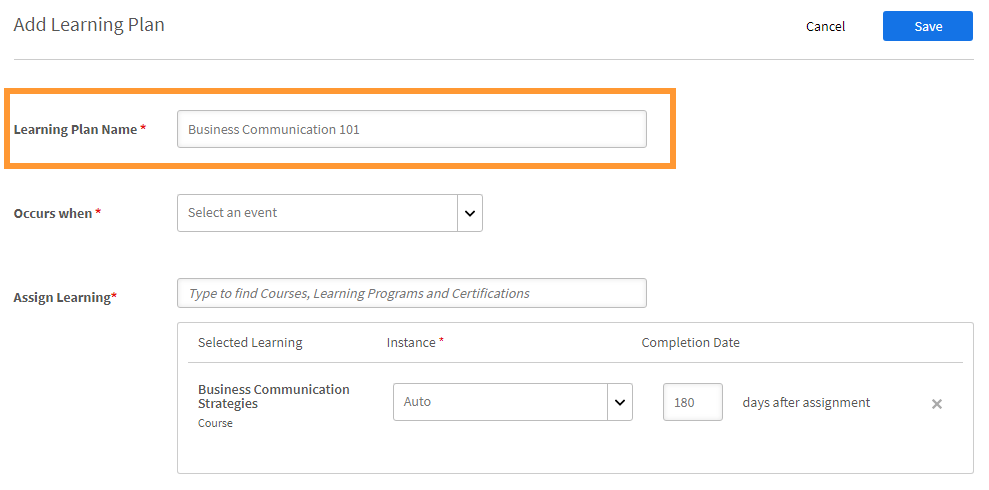 Add Learning Plan
Cancel
Save
Learning Plan Name *
Business Communication 101
Occurs when *
Select an event
Assign Learning*
Type to find Courses, Learning Programs and Certifications
Selected Learning Instance * Completion Date
Business Communication
Strategies
Course
Auto
180
days after assignment